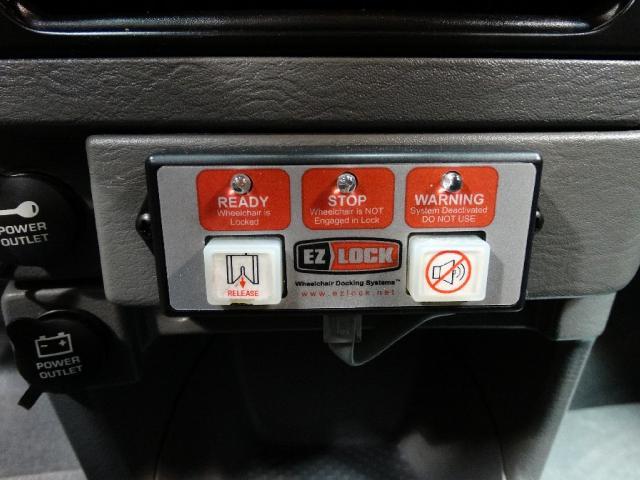 READY
Wheelchair is
Locked
STOP
Wheelchair is NOT
Engaged in Lock
WARNING
System Deactivated
DO NOT USE
POWER
OUTLET
RELEASE
EZ LOCK
Wheelchair Docking Systems™
www.ezlock.net
POWER
OUTLET